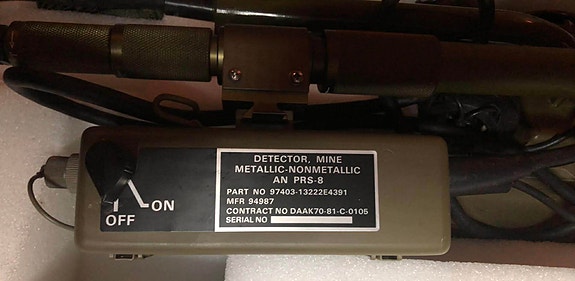 DETECTOR, MINE
METALLIC-NONMETALLIC
AN PRS-8
PART NO 97403-13222E4391
MFR 94987
CONTRACT NO DAAK70-81-C-0105
SERIAL NO
ON
OFF